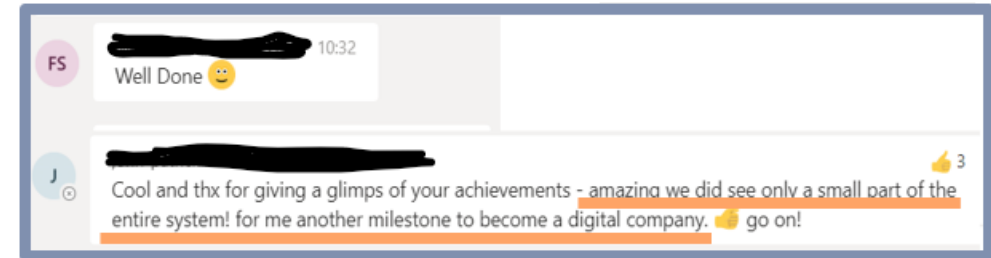 FS
10:32
Well Done 🙂
J
👍 3
Cool and thx for giving a glimps of your achievements - amazing we did see only a small part of the
entire system! for me another milestone to become a digital company. 👍 go on!